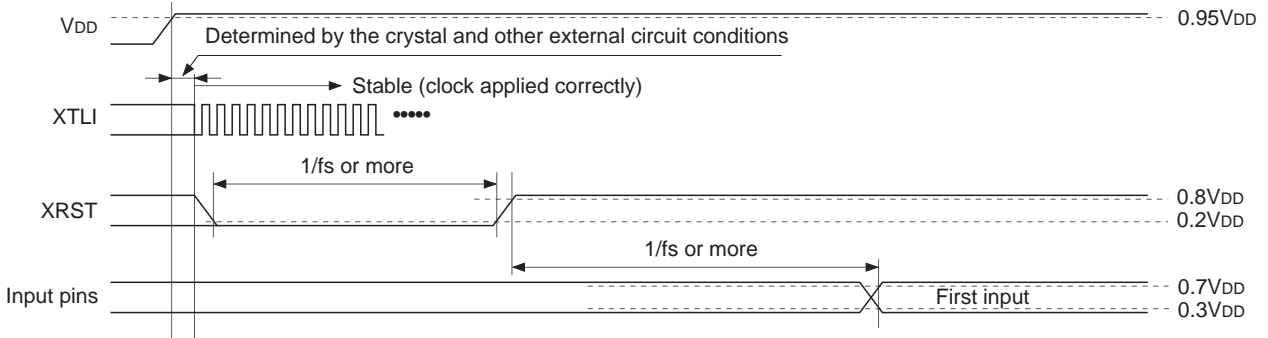 VDD
0.95VDD
Determined by the crystal and other external circuit conditions
Stable (clock applied correctly)
XTLI
•••••
1/fs or more
XRST
0.8VDD
0.2VDD
1/fs or more
Input pins
First input
0.7VDD
0.3VDD